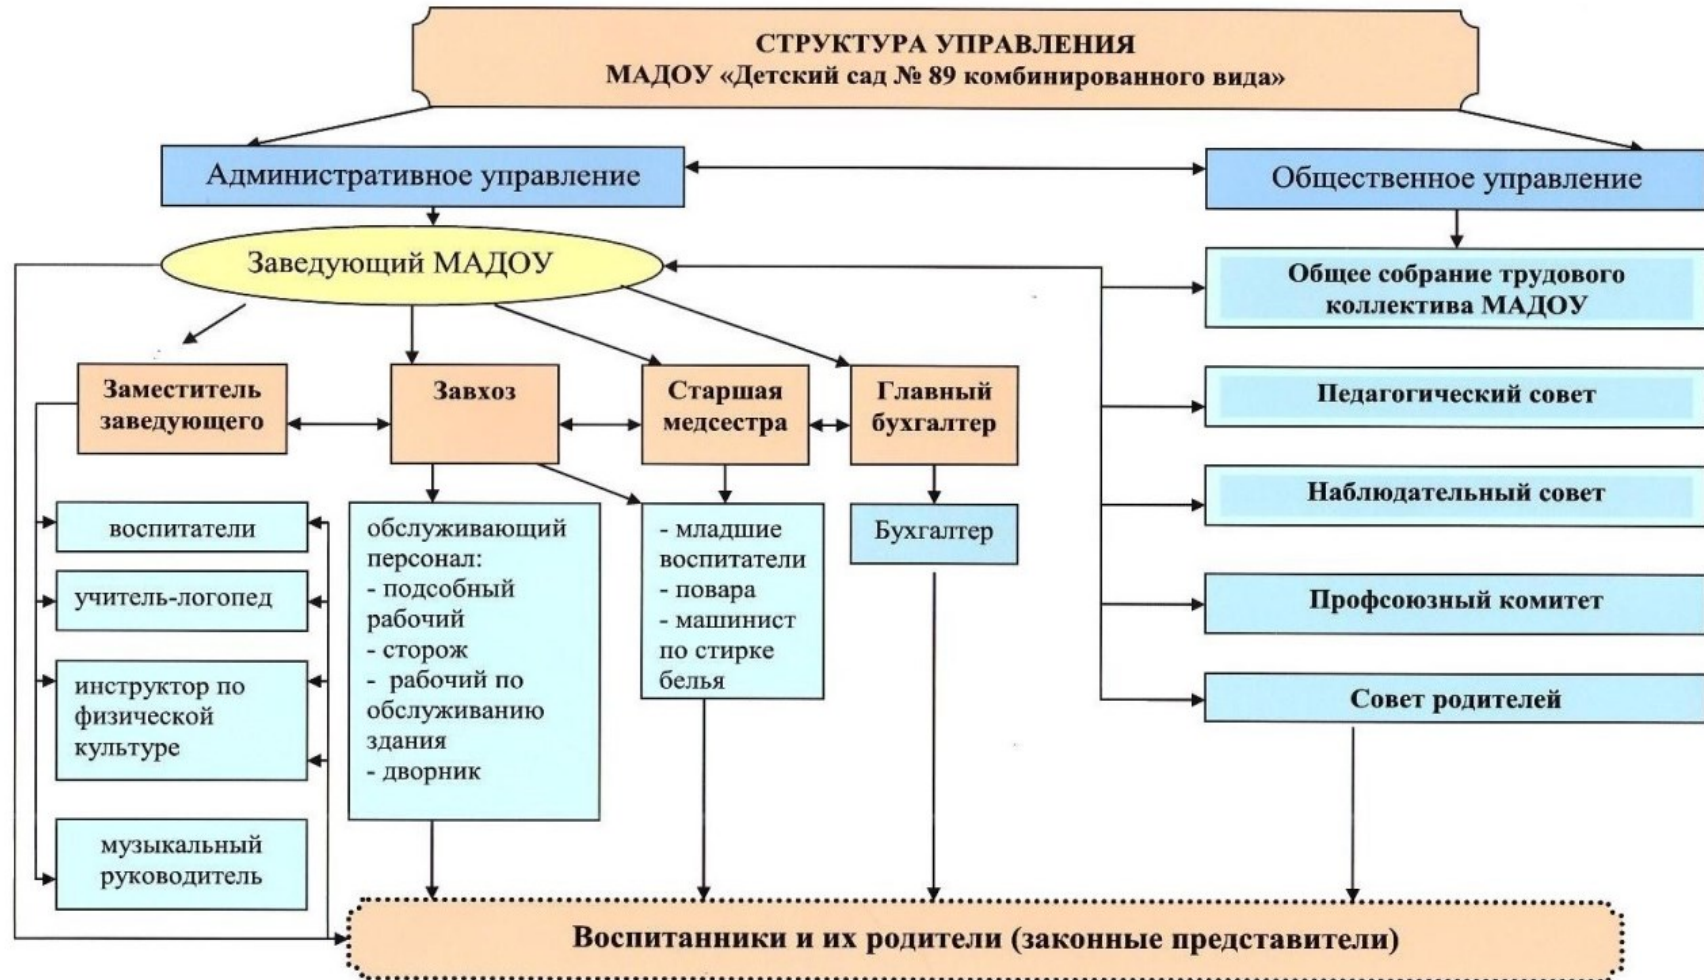 СТРУКТУРА УПРАВЛЕНИЯ
МАДОУ «Детский сад № 89 комбинированного вида»
Административное управление
Общественное управление
Заведующий МАДОУ
Общее собрание трудового
коллектива МАДОУ
Заместитель
заведующего
Завхоз
Старшая
медсестра
Главный
бухгалтер
Педагогический совет
Наблюдательный совет
Профсоюзный комитет
Совет родителей
воспитатели
учитель-логопед
инструктор по
физической
культуре
музыкальный
руководитель
обслуживающий
персонал:
- подсобный
рабочий
- сторож
- рабочий по
обслуживанию
здания
- дворник
- младшие
воспитатели
- повара
- машинист
по стирке
белья
Бухгалтер
Воспитанники и их родители (законные представители)